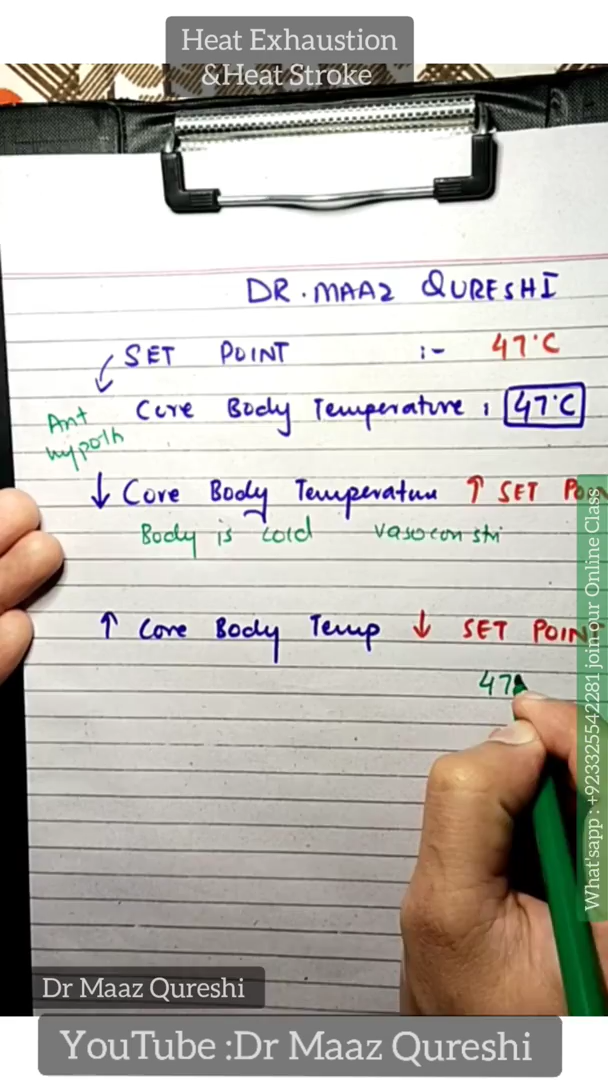 Heat Exhaustion
&Heat Stroke
DR. MAAZ QURESHI
SET POINT :- 47°C
Core Body Temperature : 47°C
Ant
hypoth
↓ Core Body Temperature ↑ SET POIN
Body is cold vasoconstri
↑ Core Body Temp ↓ SET POINT
47
What'sapp : +923325542281 join our Online Class
Dr Maaz Qureshi
YouTube :Dr Maaz Qureshi